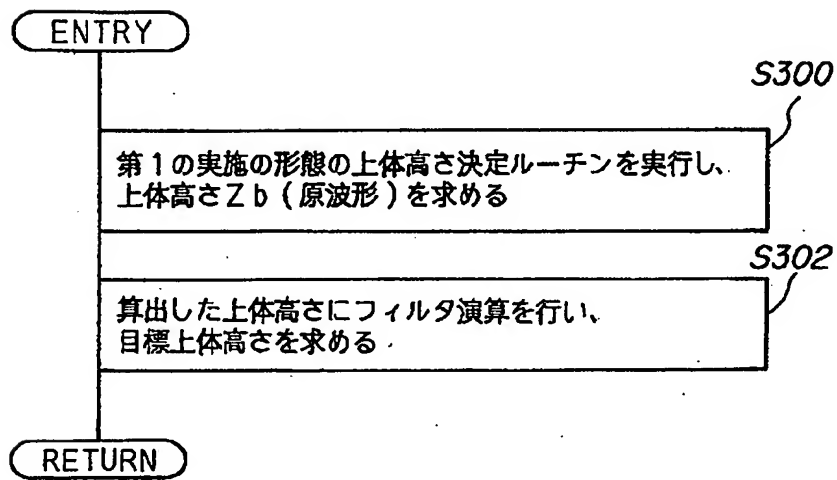 ENTRY
S300
第1の実施の形態の上体高さ決定ルーチンを実行し、
上体高さZb(原波形)を求める
S302
算出した上体高さにフィルタ演算を行い、
目標上体高さを求める
RETURN